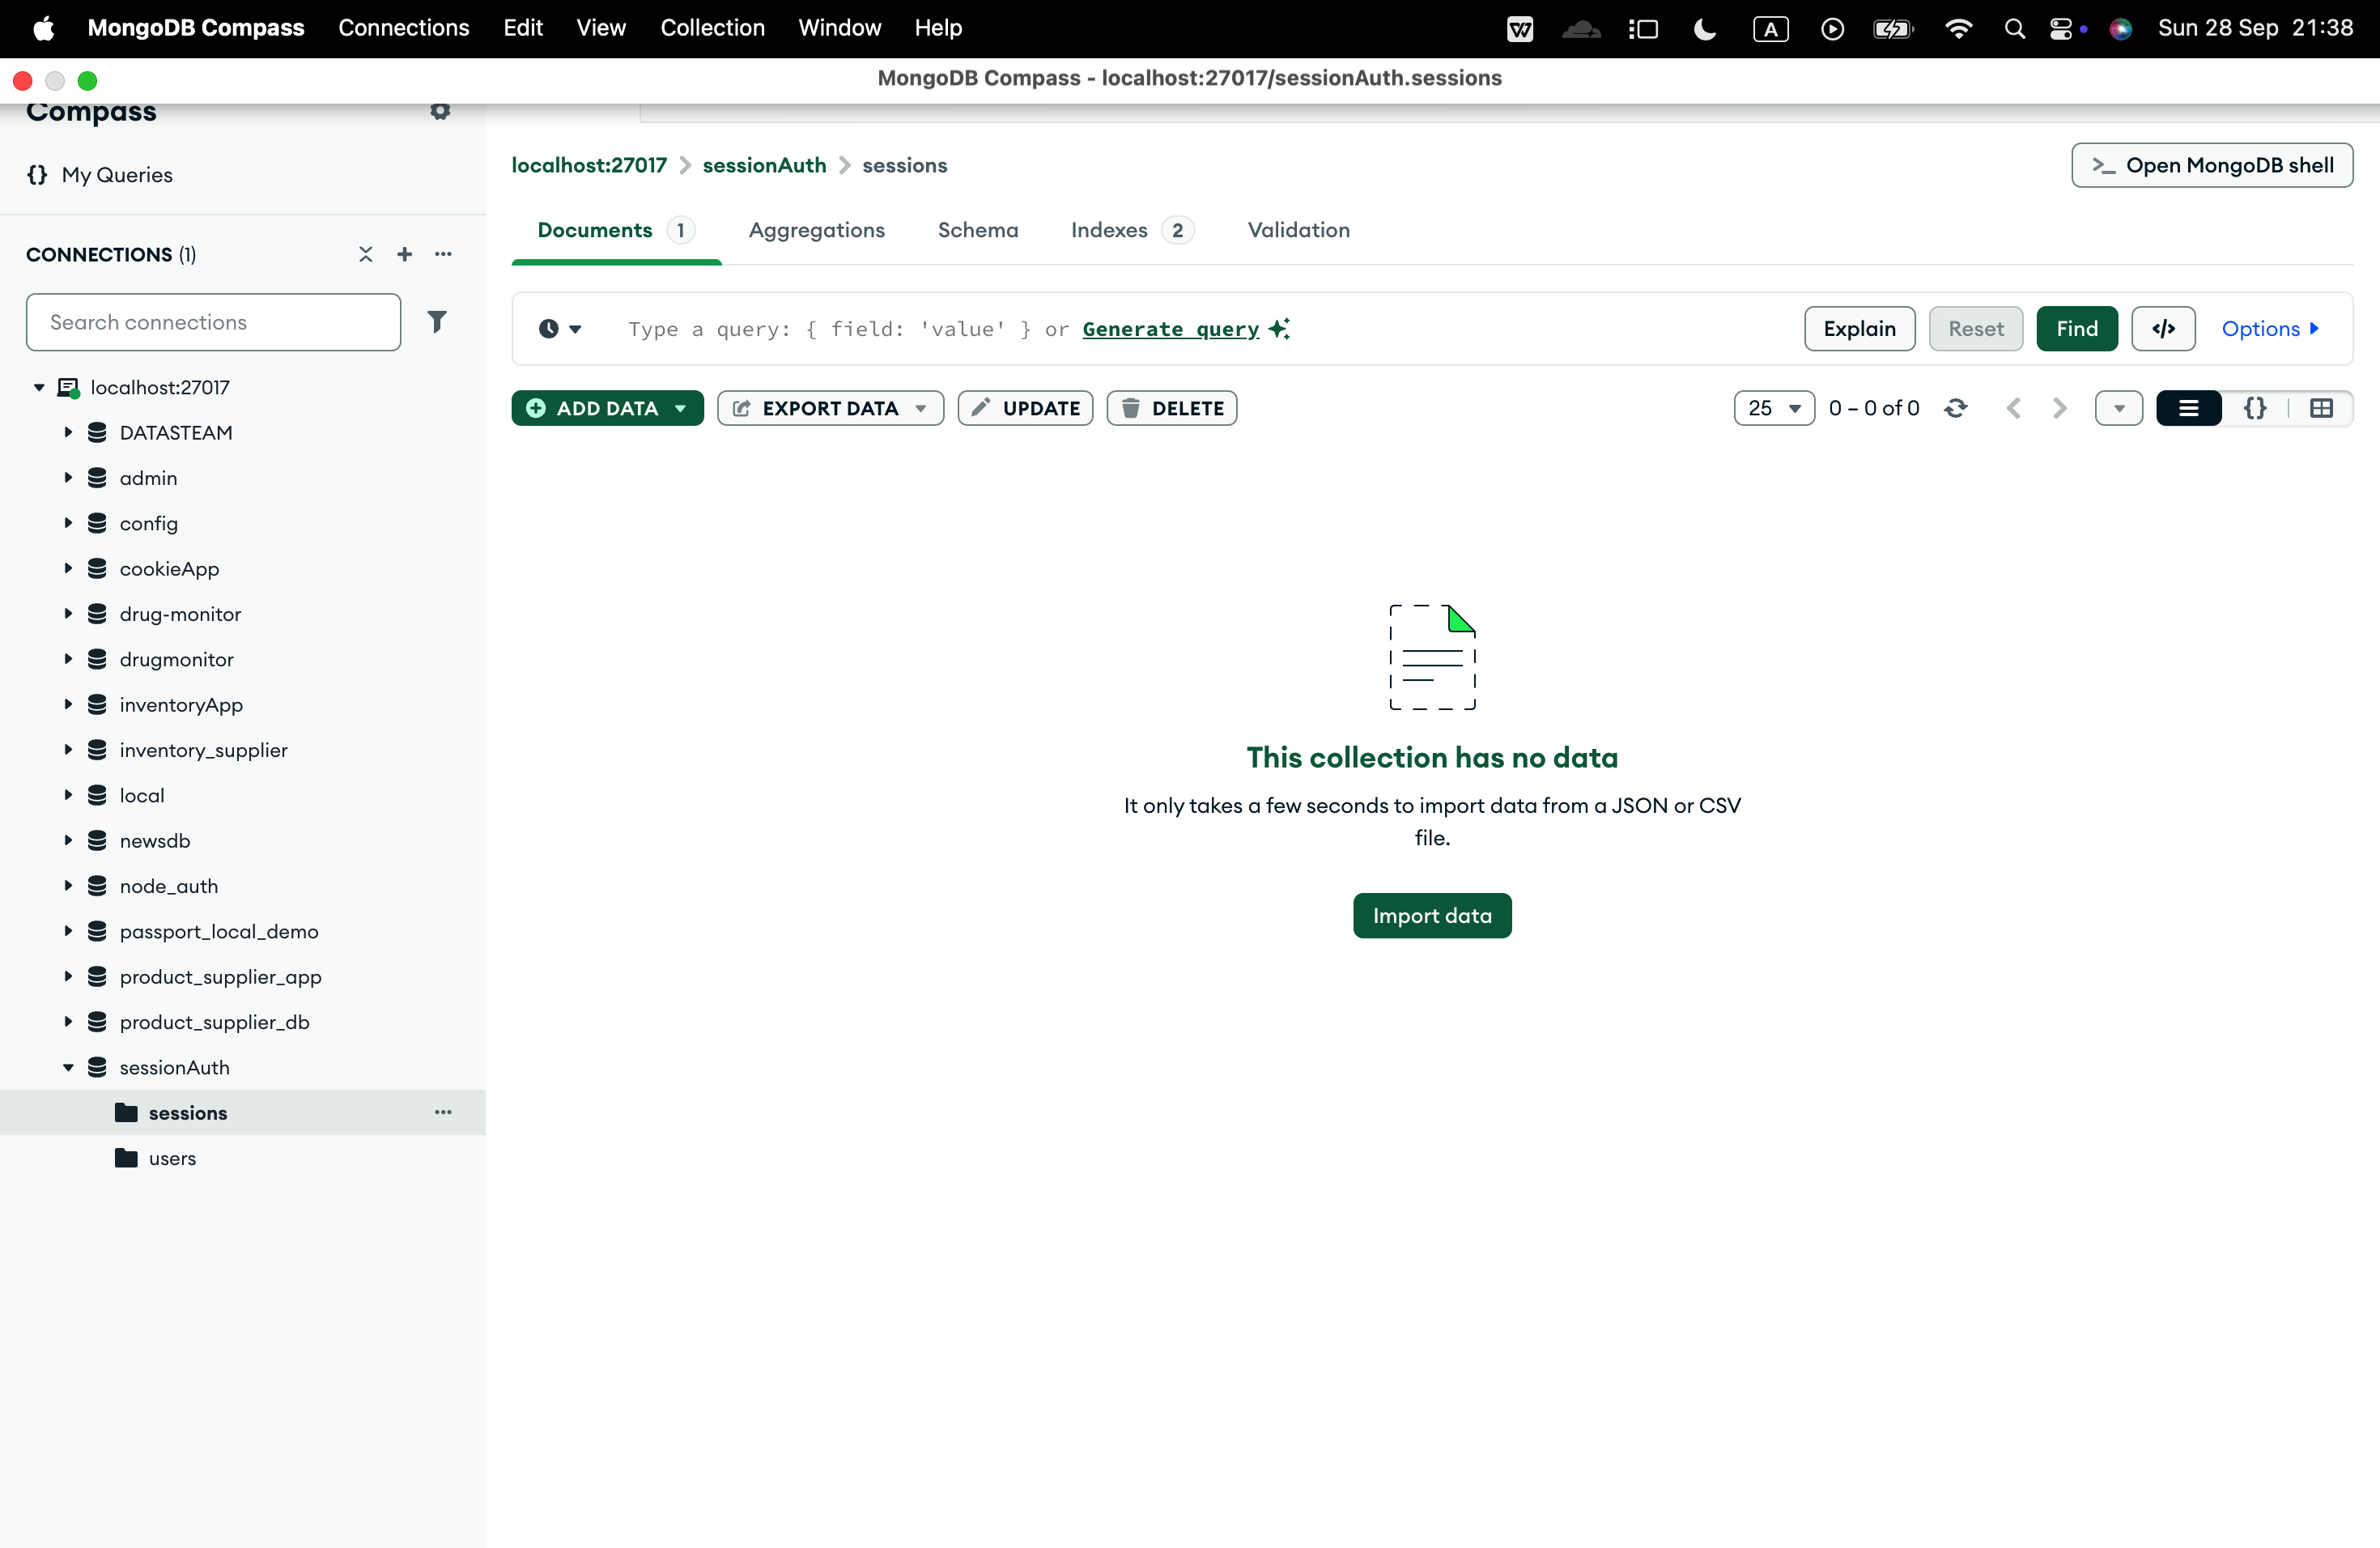 MongoDB Compass Connections Edit View Collection Window Help A Sun 28 Sep 21:38
MongoDB Compass - localhost:27017/sessionAuth.sessions
Compass
{} My Queries
CONNECTIONS (1)
Search connections
localhost:27017
DATASTEAM
admin
config
cookieApp
drug-monitor
drugmonitor
inventoryApp
inventory_supplier
local
newsdb
node_auth
passport_local_demo
product_supplier_app
product_supplier_db
sessionAuth
sessions
users
localhost:27017 > sessionAuth > sessions
>_ Open MongoDB shell
Documents 1 Aggregations Schema Indexes 2 Validation
Type a query: { field: 'value' } or Generate query
Explain Reset Find </> Options
ADD DATA EXPORT DATA UPDATE DELETE
25 0 – 0 of 0 {}
This collection has no data
It only takes a few seconds to import data from a JSON or CSV
file.
Import data